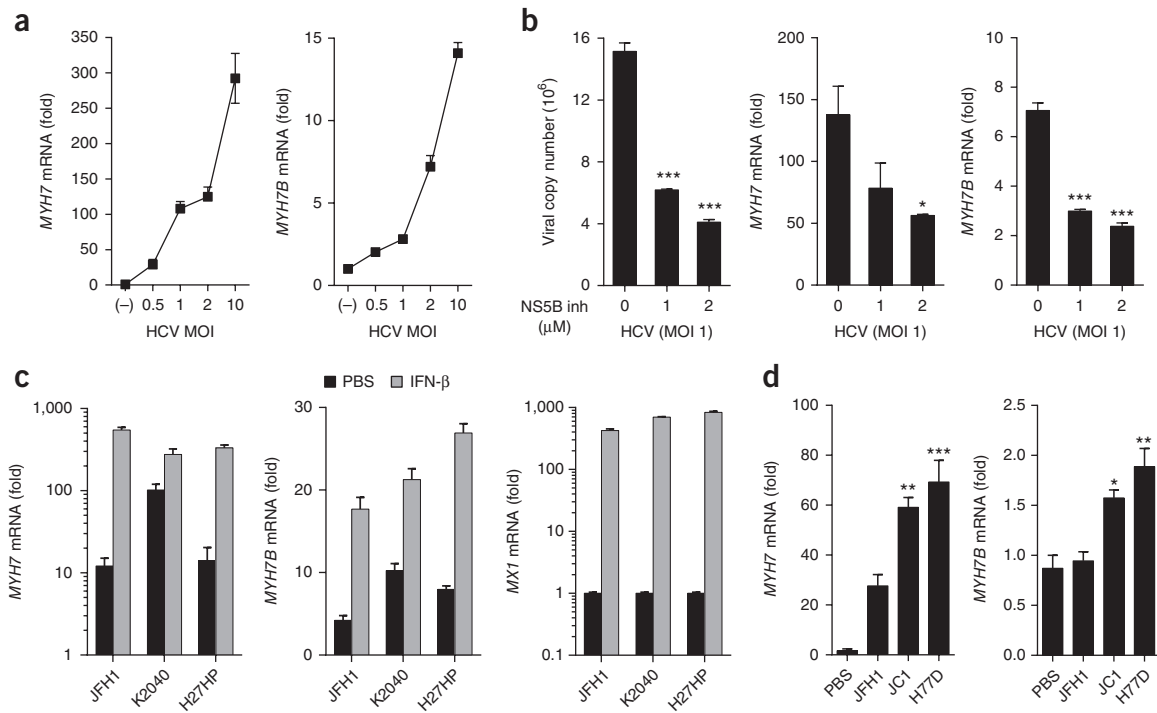 a
MYH7 mRNA (fold)
350
300
250
200
150
100
50
0
(–) 0.5 1 2 10
HCV MOI
MYH7B mRNA (fold)
15
10
5
0
(–) 0.5 1 2 10
HCV MOI
b
Viral copy number (10⁶)
16
12
8
4
0
***
***
NS5B inh
(μM)
0 1 2
HCV (MOI 1)
MYH7 mRNA (fold)
200
150
100
50
0
*
0 1 2
HCV (MOI 1)
MYH7B mRNA (fold)
10
8
6
4
2
0
***
***
0 1 2
HCV (MOI 1)
c
PBS IFN-β
MYH7 mRNA (fold)
1,000
100
10
1
JFH1 K2040 H27HP
MYH7B mRNA (fold)
30
20
10
0
JFH1 K2040 H27HP
MX1 mRNA (fold)
1,000
100
10
1
0.1
JFH1 K2040 H27HP
d
MYH7 mRNA (fold)
100
80
60
40
20
0
**
***
PBS JFH1 JC1 H77D
MYH7B mRNA (fold)
2.5
2.0
1.5
1.0
0.5
0.0
*
**
PBS JFH1 JC1 H77D